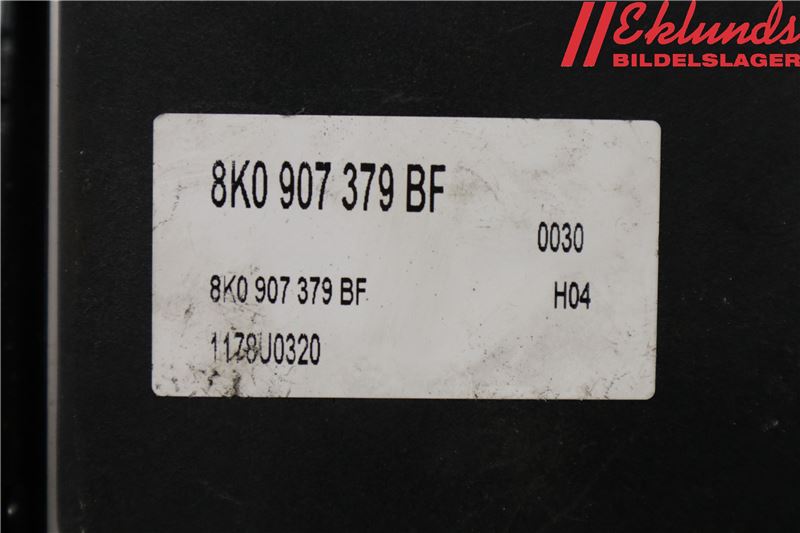 Eklunds
BILDELSLAGER
8K0 907 379 BF
0030
8K0 907 379 BF H04
1178U0320